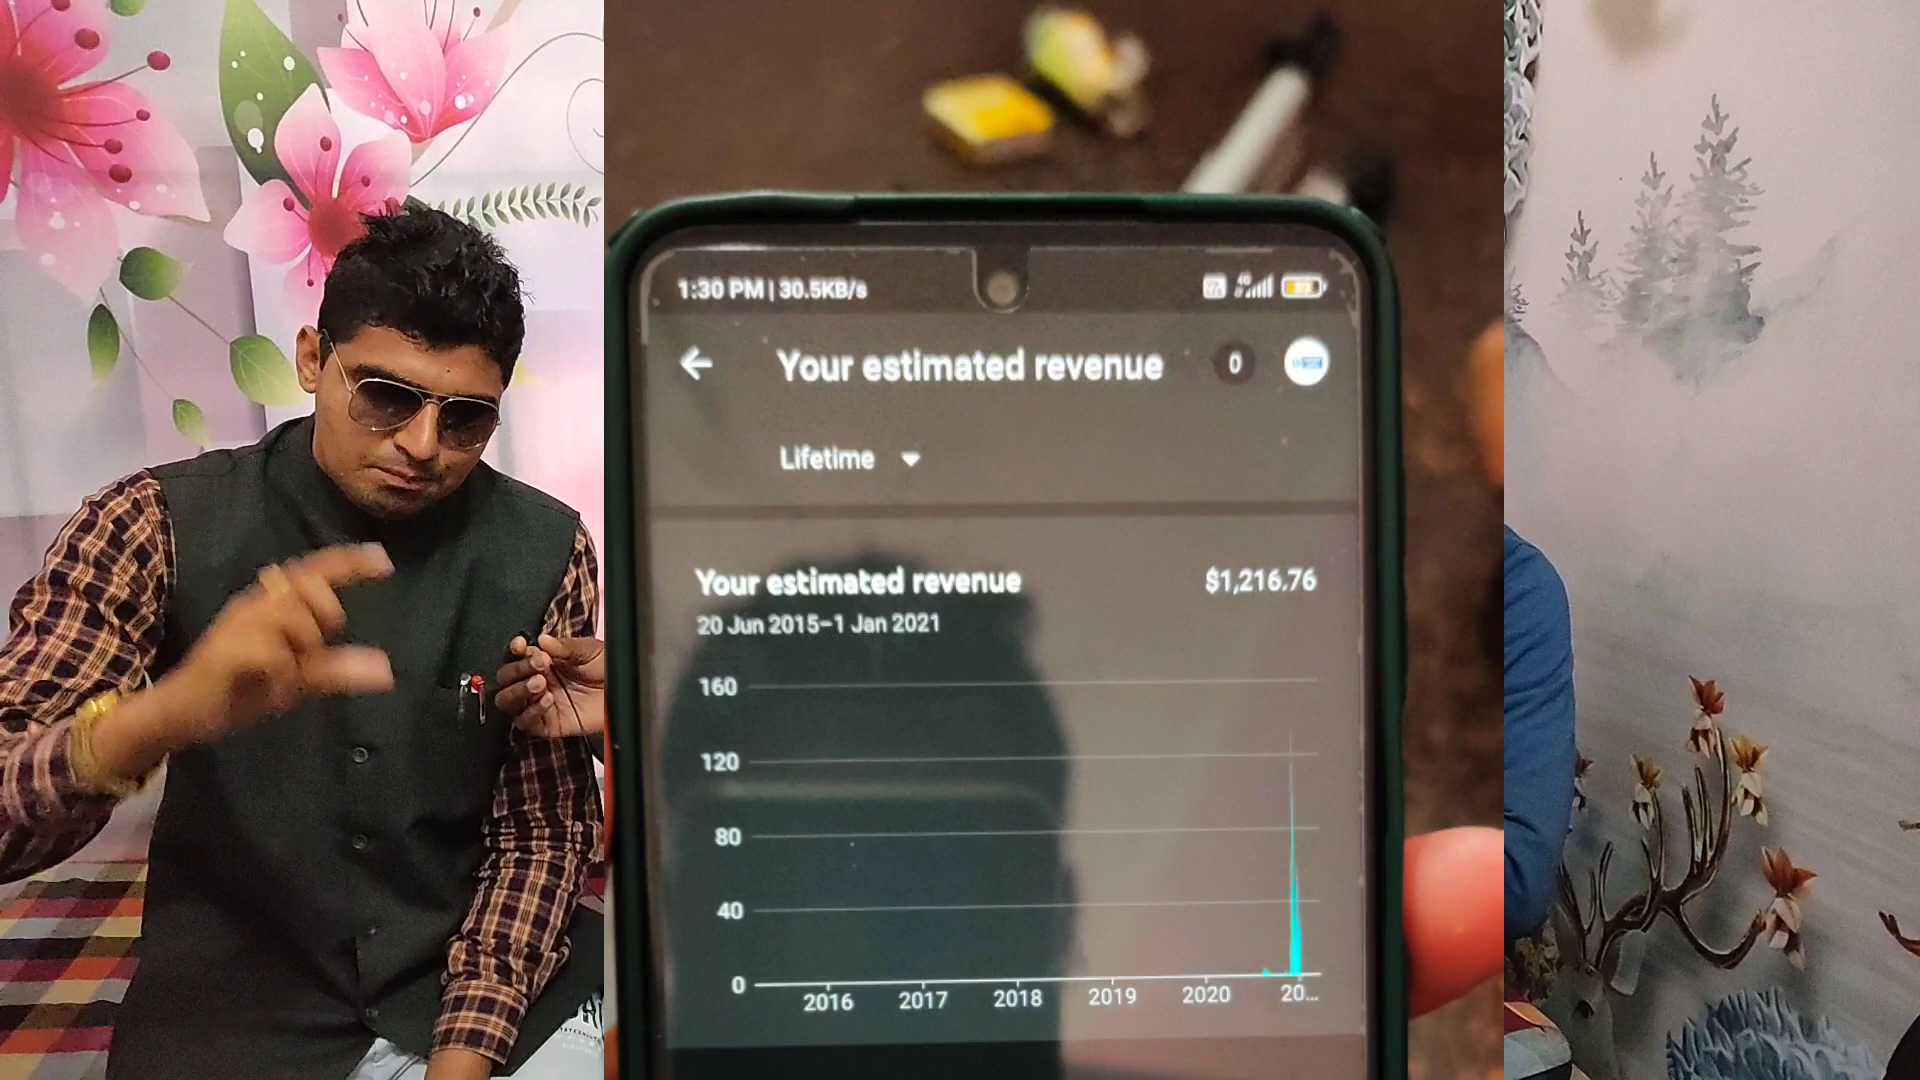 1:30 PM | 30.5KB/s
Your estimated revenue 0
Lifetime
Your estimated revenue $1,216.76
20 Jun 2015–1 Jan 2021
160
120
80
40
0
2016 2017 2018 2019 2020 20...